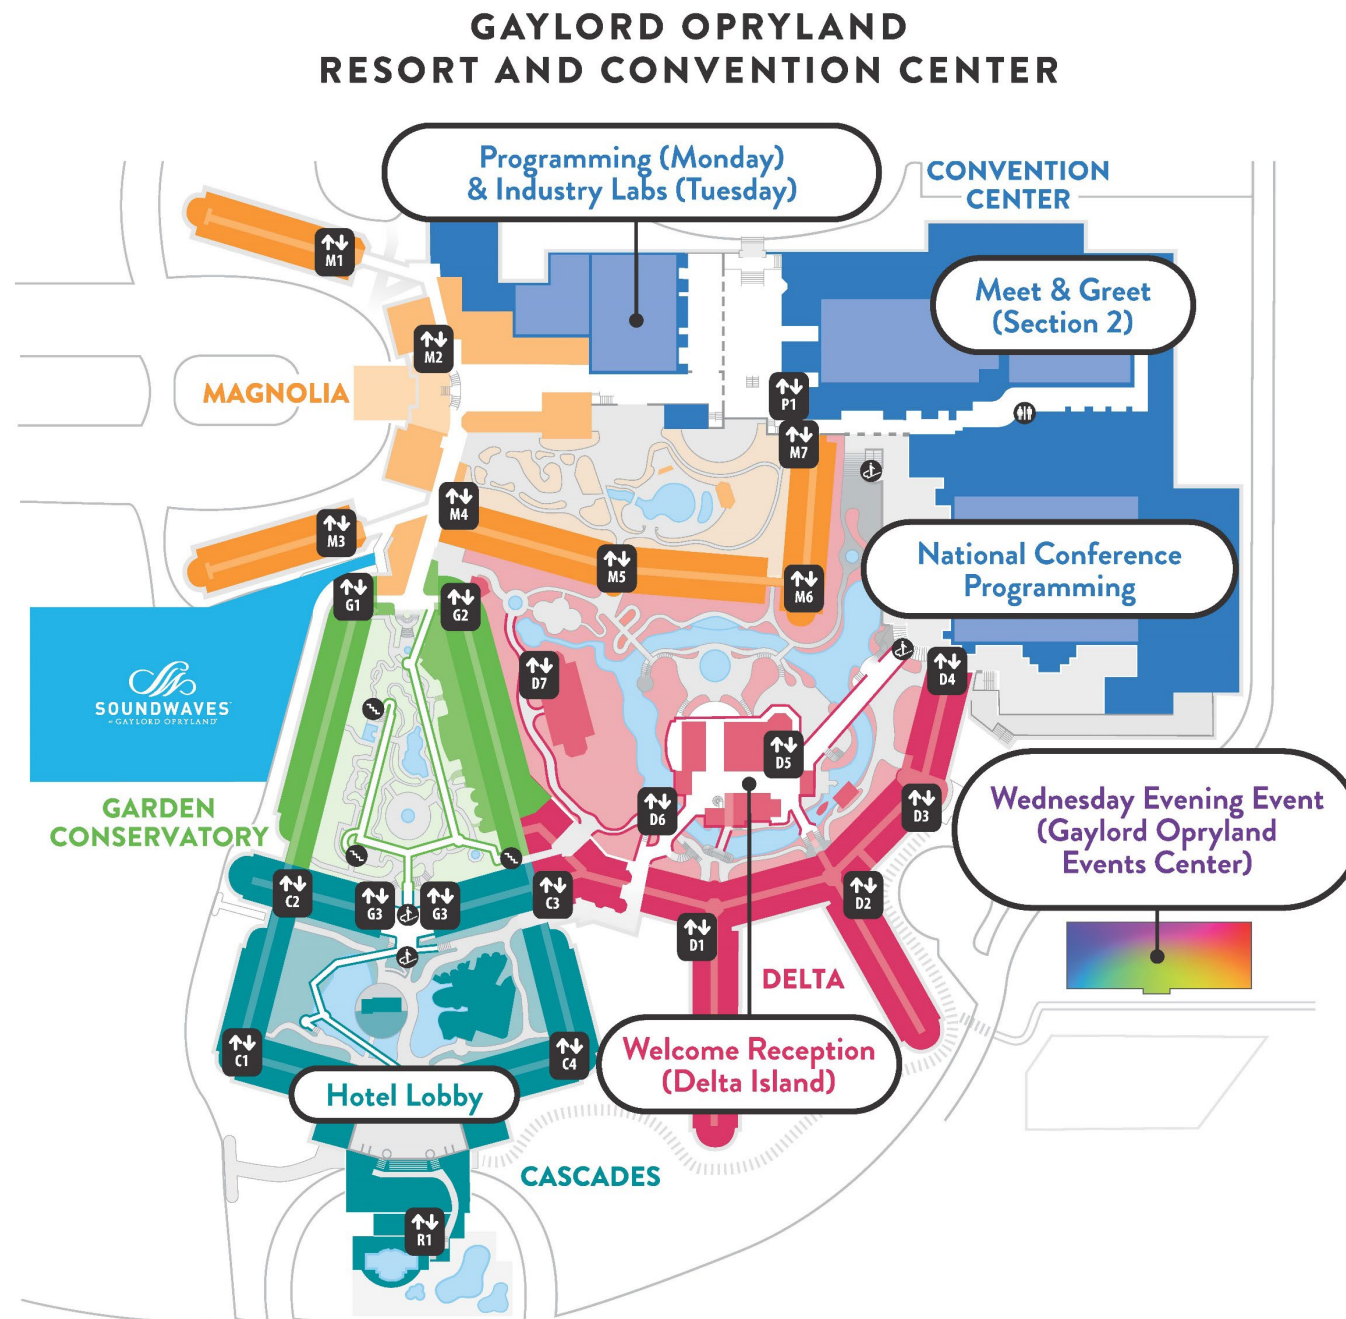 GAYLORD OPRYLAND
RESORT AND CONVENTION CENTER
Programming (Monday)
& Industry Labs (Tuesday)
CONVENTION
CENTER
M1
Meet & Greet
(Section 2)
M2
MAGNOLIA
P1
M7
M4
M3
National Conference
Programming
M5
M6
G1
G2
D7
D4
SOUNDWAVES
AT GAYLORD OPRYLAND
D5
D6
D3
GARDEN
CONSERVATORY
Wednesday Evening Event
(Gaylord Opryland
Events Center)
C2
G3
G3
C3
D2
D1
DELTA
C1
C4
Welcome Reception
(Delta Island)
Hotel Lobby
CASCADES
R1